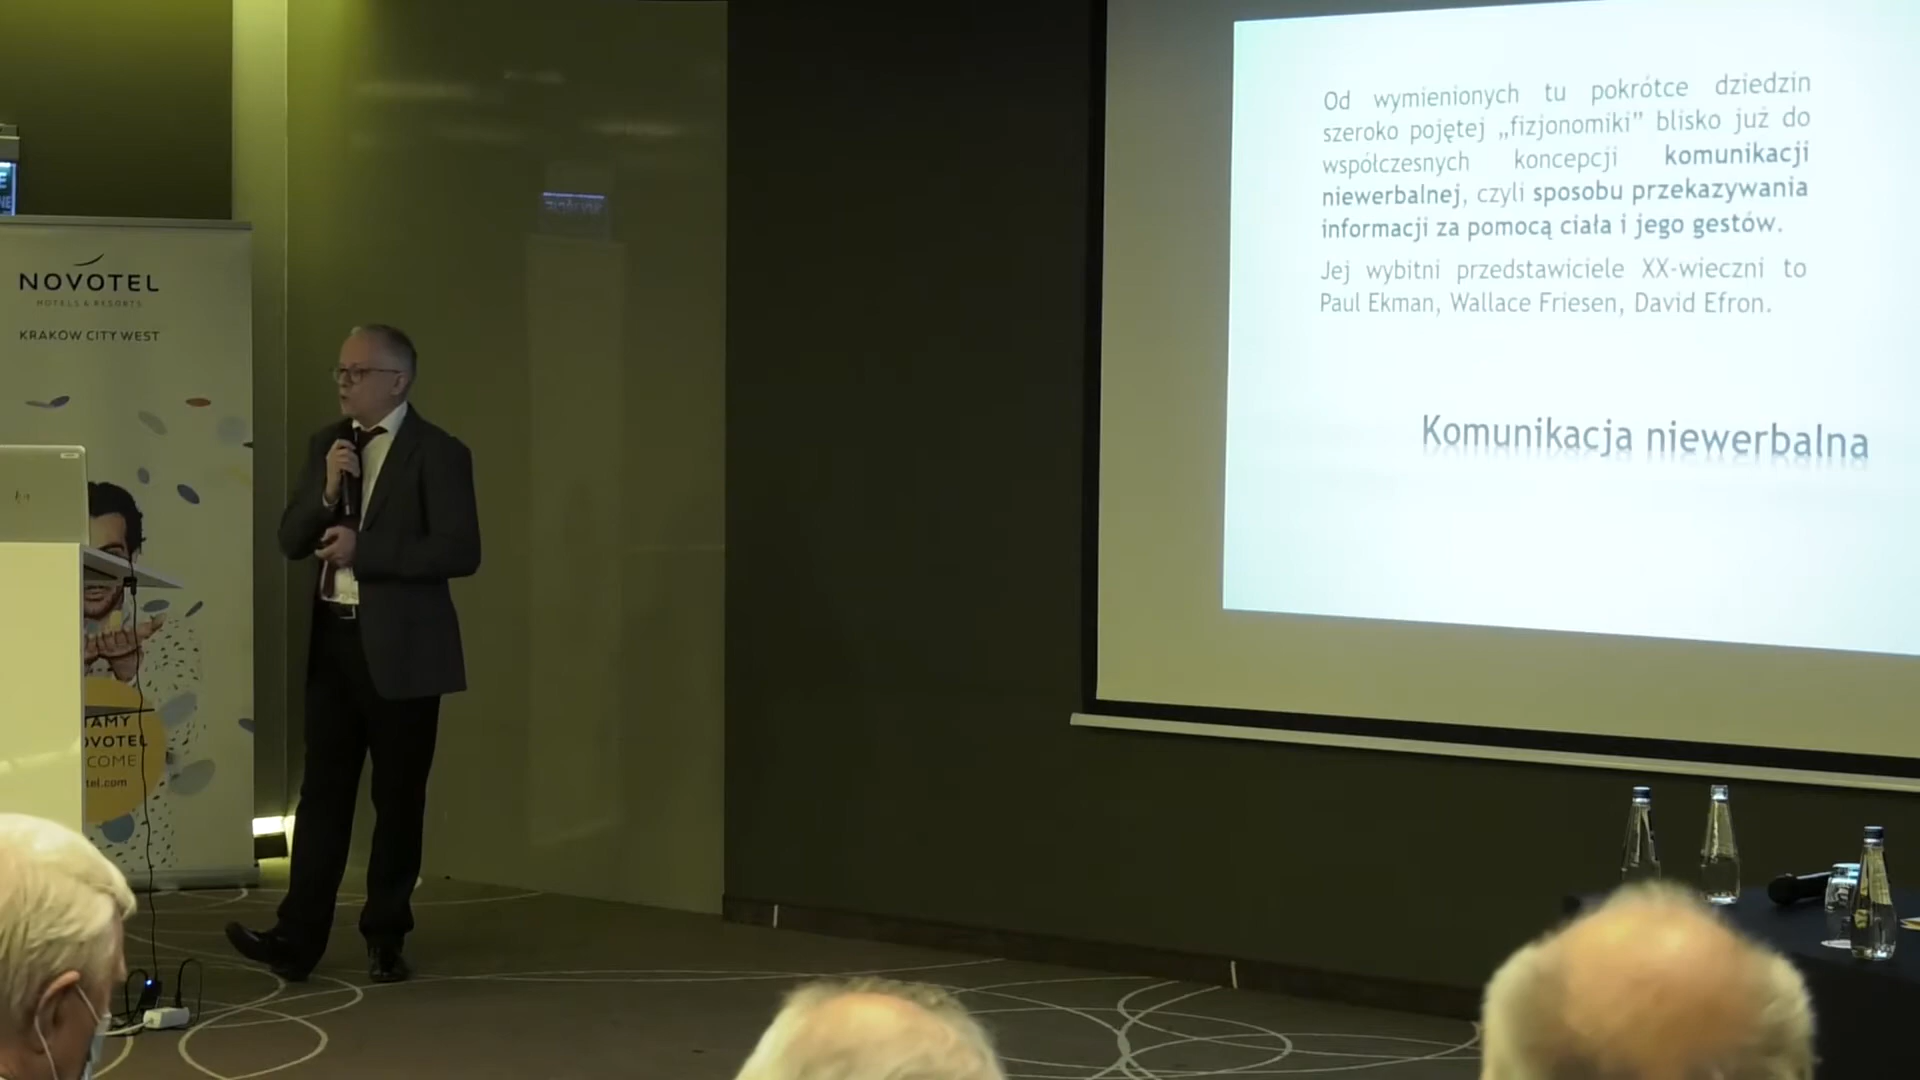 NOVOTEL
HOTELS & RESORTS
KRAKÓW CITY WEST
COME
Od wymienionych tu pokrótce dziedzin
szeroko pojętej „fizjonomiki” blisko już do
współczesnych koncepcji komunikacji
niewerbalnej, czyli sposobu przekazywania
informacji za pomocą ciała i jego gestów.
Jej wybitni przedstawiciele XX-wieczni to
Paul Ekman, Wallace Friesen, David Efron.
Komunikacja niewerbalna